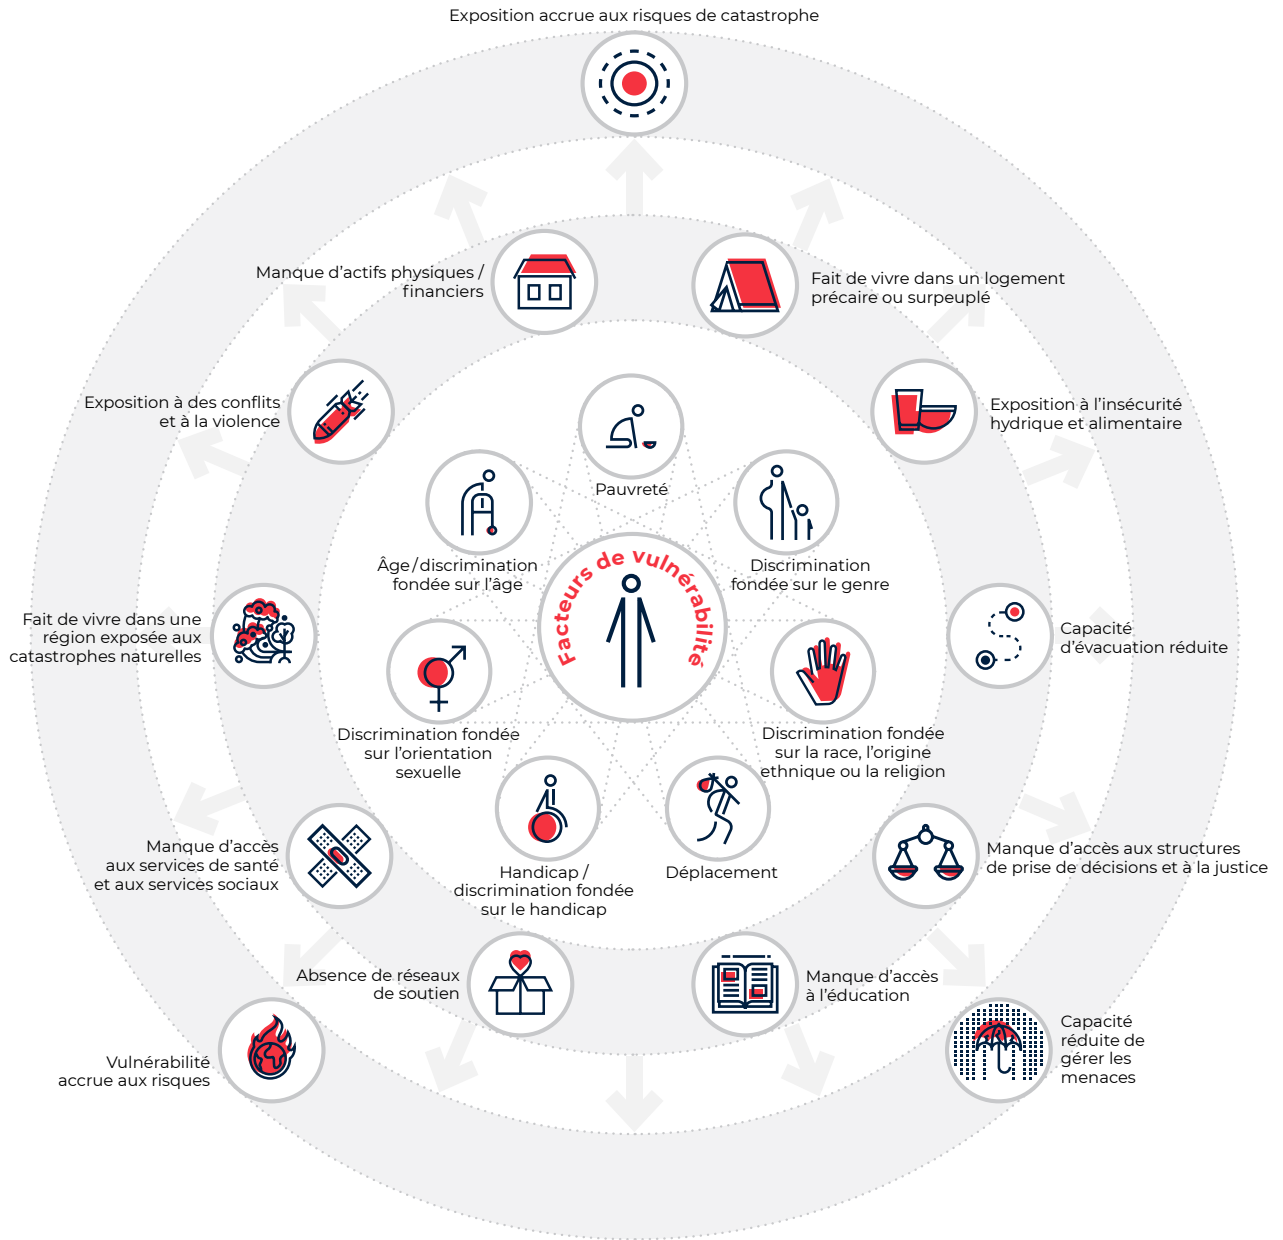 Exposition accrue aux risques de catastrophe
Manque d’actifs physiques /
financiers
Fait de vivre dans un logement
précaire ou surpeuplé
Exposition à des conflits
et à la violence
Exposition à l’insécurité
hydrique et alimentaire
Pauvreté
Âge/discrimination
fondée sur l’âge
Discrimination
fondée sur le genre
Facteurs de vulnérabilité
Fait de vivre dans une
région exposée aux
catastrophes naturelles
Capacité
d’évacuation réduite
Discrimination fondée
sur l’orientation
sexuelle
Discrimination fondée
sur la race, l’origine
ethnique ou la religion
Manque d’accès
aux services de santé
et aux services sociaux
Manque d’accès aux structures
de prise de décisions et à la justice
Handicap /
discrimination fondée
sur le handicap
Déplacement
Absence de réseaux
de soutien
Manque d’accès
à l’éducation
Vulnérabilité
accrue aux risques
Capacité
réduite de
gérer les
menaces